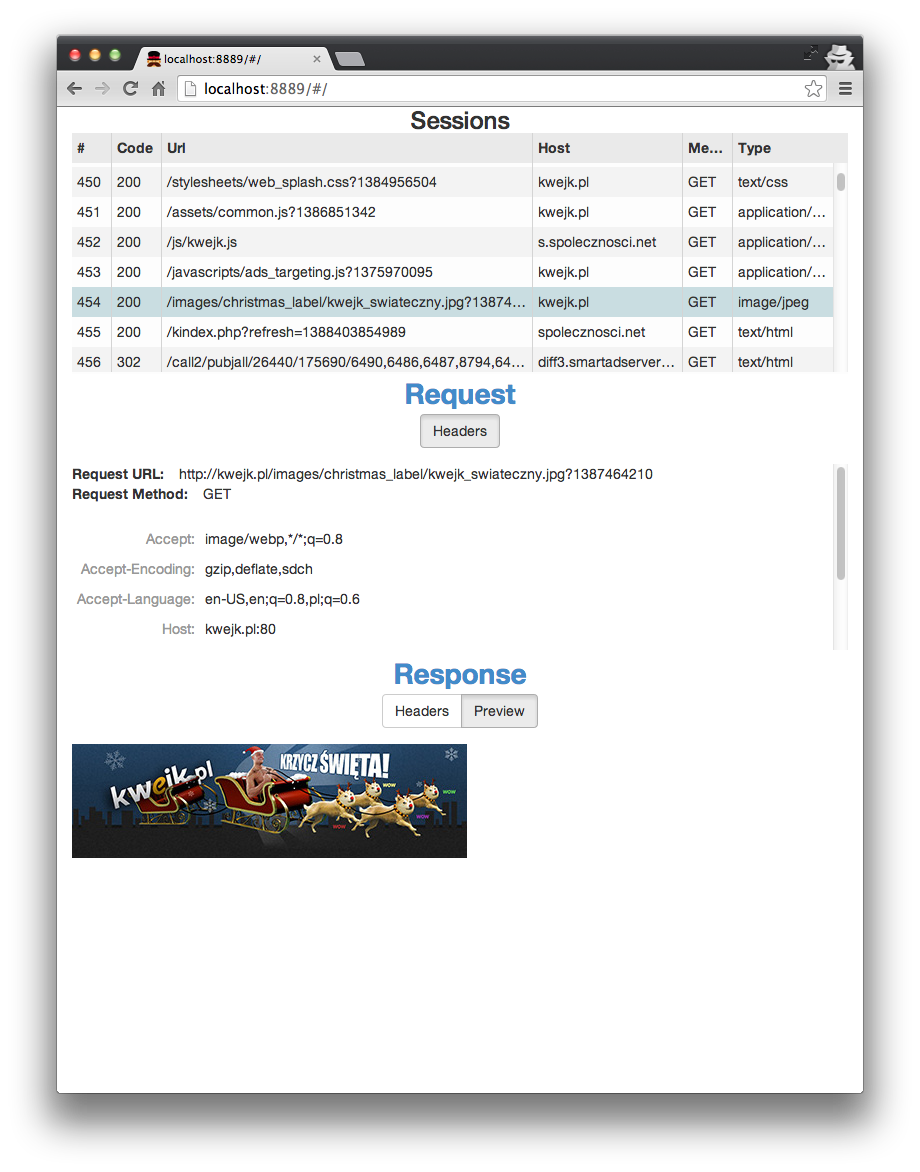 localhost:8889/#/
localhost:8889/#/
Sessions
# Code Url Host Me... Type
450 200 /stylesheets/web_splash.css?1384956504 kwejk.pl GET text/css
451 200 /assets/common.js?1386851342 kwejk.pl GET application/...
452 200 /js/kwejk.js s.spolecznosci.net GET application/...
453 200 /javascripts/ads_targeting.js?1375970095 kwejk.pl GET application/...
454 200 /images/christmas_label/kwejk_swiateczny.jpg?13874... kwejk.pl GET image/jpeg
455 200 /kindex.php?refresh=1388403854989 spolecznosci.net GET text/html
456 302 /call2/pubjall/26440/175690/6490,6486,6487,8794,64... diff3.smartadserver... GET text/html
Request
Headers
Request URL: http://kwejk.pl/images/christmas_label/kwejk_swiateczny.jpg?1387464210
Request Method: GET
Accept: image/webp,*/*;q=0.8
Accept-Encoding: gzip,deflate,sdch
Accept-Language: en-US,en;q=0.8,pl;q=0.6
Host: kwejk.pl:80
Response
Headers Preview
kwejk.pl KRZYCZ ŚWIĘTA!
wow
wow
wow
wow